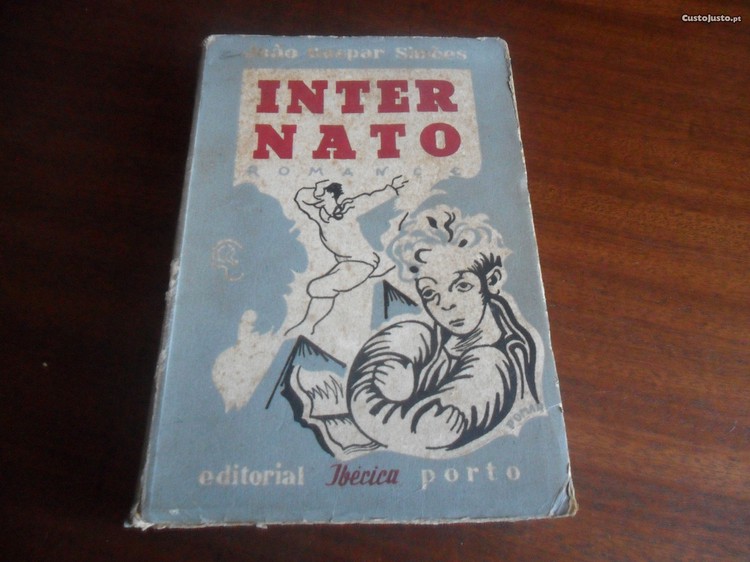 CustoJusto.pt
João Gaspar Simões
INTER
NATO
ROMANCE
editorial Ibérica porto